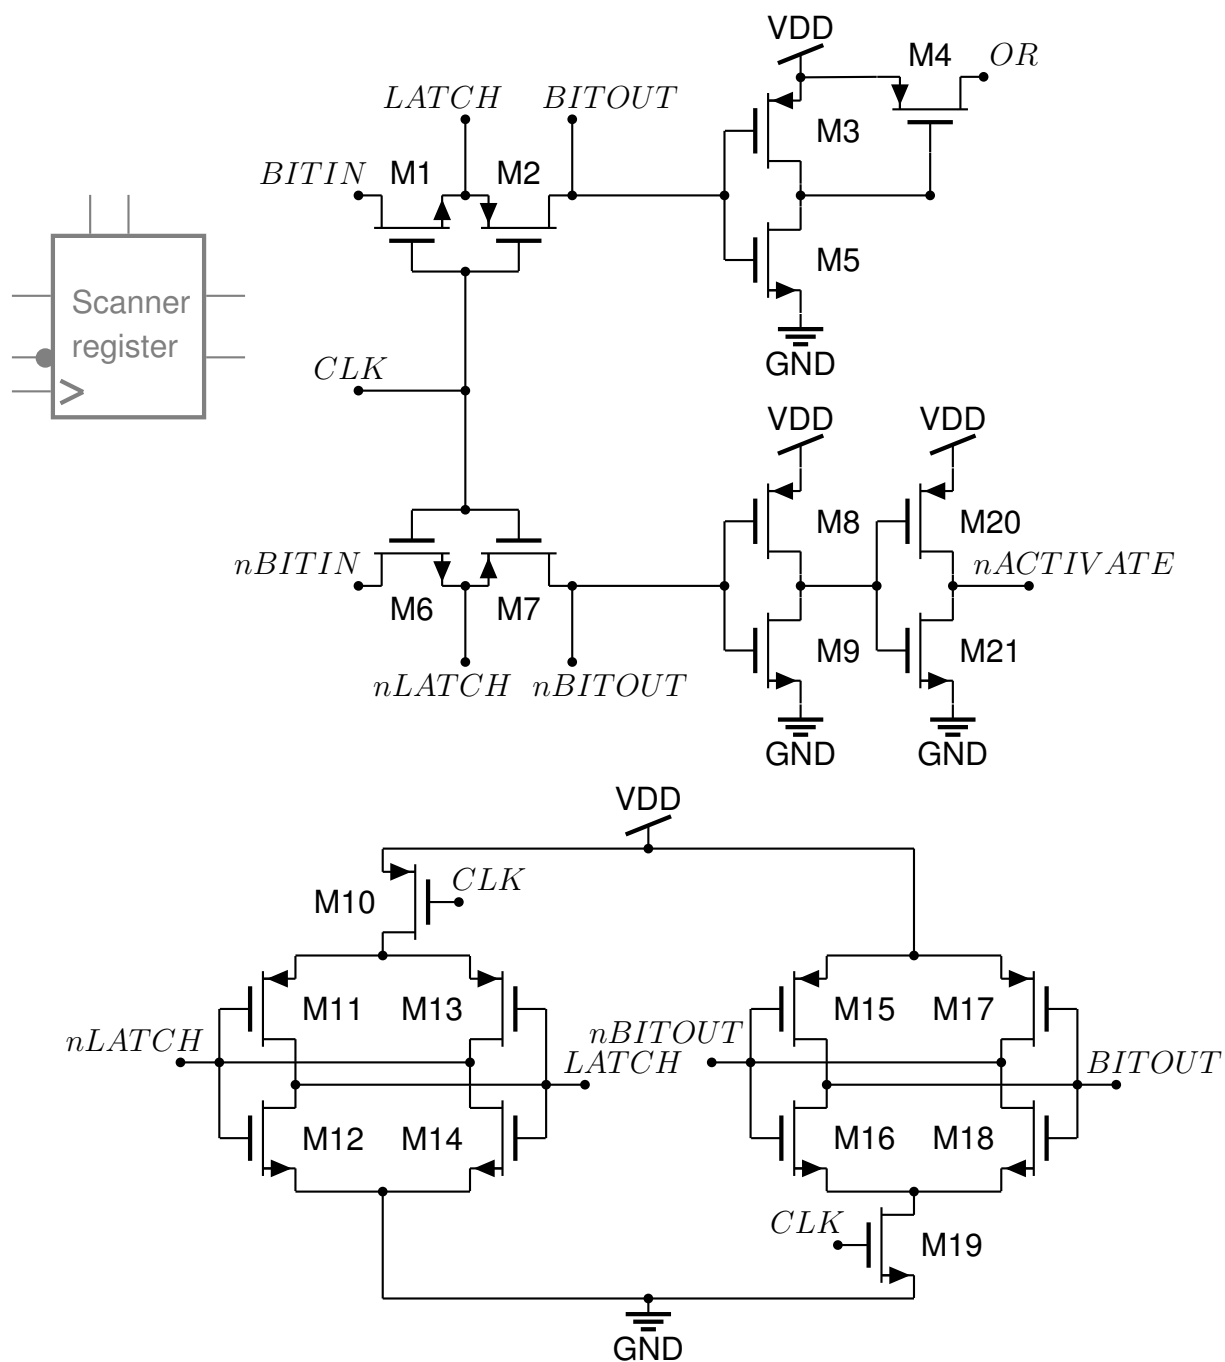 VDD
M4
OR
LATCH
BITOUT
M3
BITIN
M1
M2
M5
Scanner
register
GND
CLK
VDD
VDD
M8
M20
nBITIN
nACTIVATE
M6
M7
M9
M21
nLATCH
nBITOUT
GND
GND
VDD
M10
CLK
M11
M13
M15
M17
nLATCH
LATCH
nBITOUT
BITOUT
M12
M14
M16
M18
CLK
M19
GND